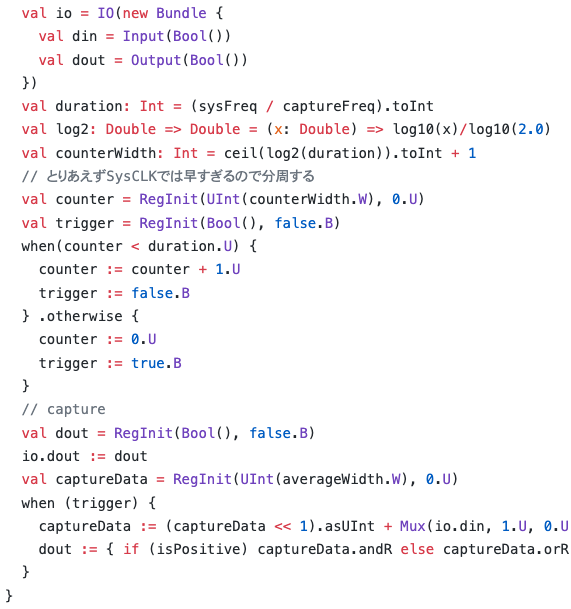 val io = IO(new Bundle {
val din = Input(Bool())
val dout = Output(Bool())
})
val duration: Int = (sysFreq / captureFreq).toInt
val log2: Double => Double = (x: Double) => log10(x)/log10(2.0)
val counterWidth: Int = ceil(log2(duration)).toInt + 1
// とりあえずSysCLKでは早すぎるので分周する
val counter = RegInit(UInt(counterWidth.W), 0.U)
val trigger = RegInit(Bool(), false.B)
when(counter < duration.U) {
counter := counter + 1.U
trigger := false.B
} .otherwise {
counter := 0.U
trigger := true.B
}
// capture
val dout = RegInit(Bool(), false.B)
io.dout := dout
val captureData = RegInit(UInt(averageWidth.W), 0.U)
when (trigger) {
captureData := (captureData << 1).asUInt + Mux(io.din, 1.U, 0.U
dout := { if (isPositive) captureData.andR else captureData.orR
}
}